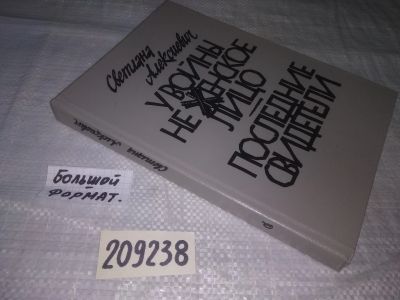 Светлана
Алексиевич
У ВОЙНЫ
НЕ ЖЕНСКОЕ
ЛИЦО
ПОСЛЕДНИЕ
СВИДЕТЕЛИ
Светлана Алексиевич
БОЛЬШОЙ
ФОРМАТ.
209238